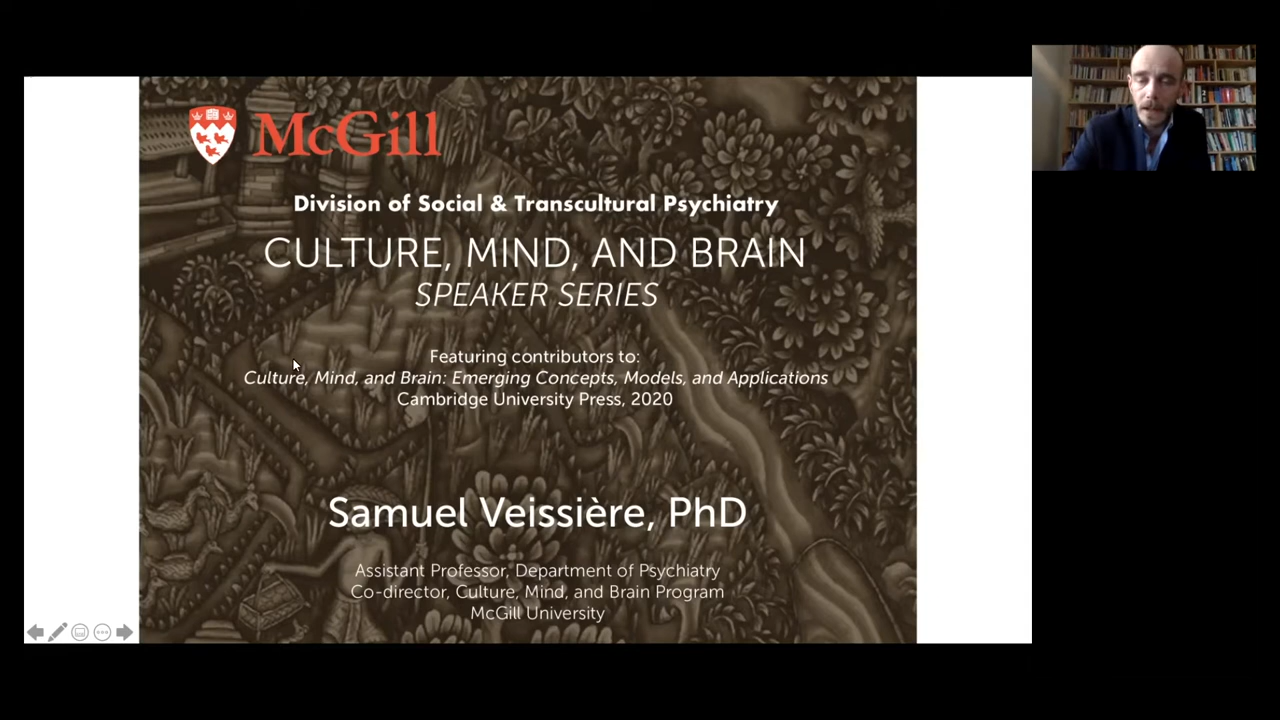 McGill
Division of Social & Transcultural Psychiatry
CULTURE, MIND, AND BRAIN
SPEAKER SERIES
Featuring contributors to:
Culture, Mind, and Brain: Emerging Concepts, Models, and Applications
Cambridge University Press, 2020
Samuel Veissière, PhD
Assistant Professor, Department of Psychiatry
Co-director, Culture, Mind, and Brain Program
McGill University